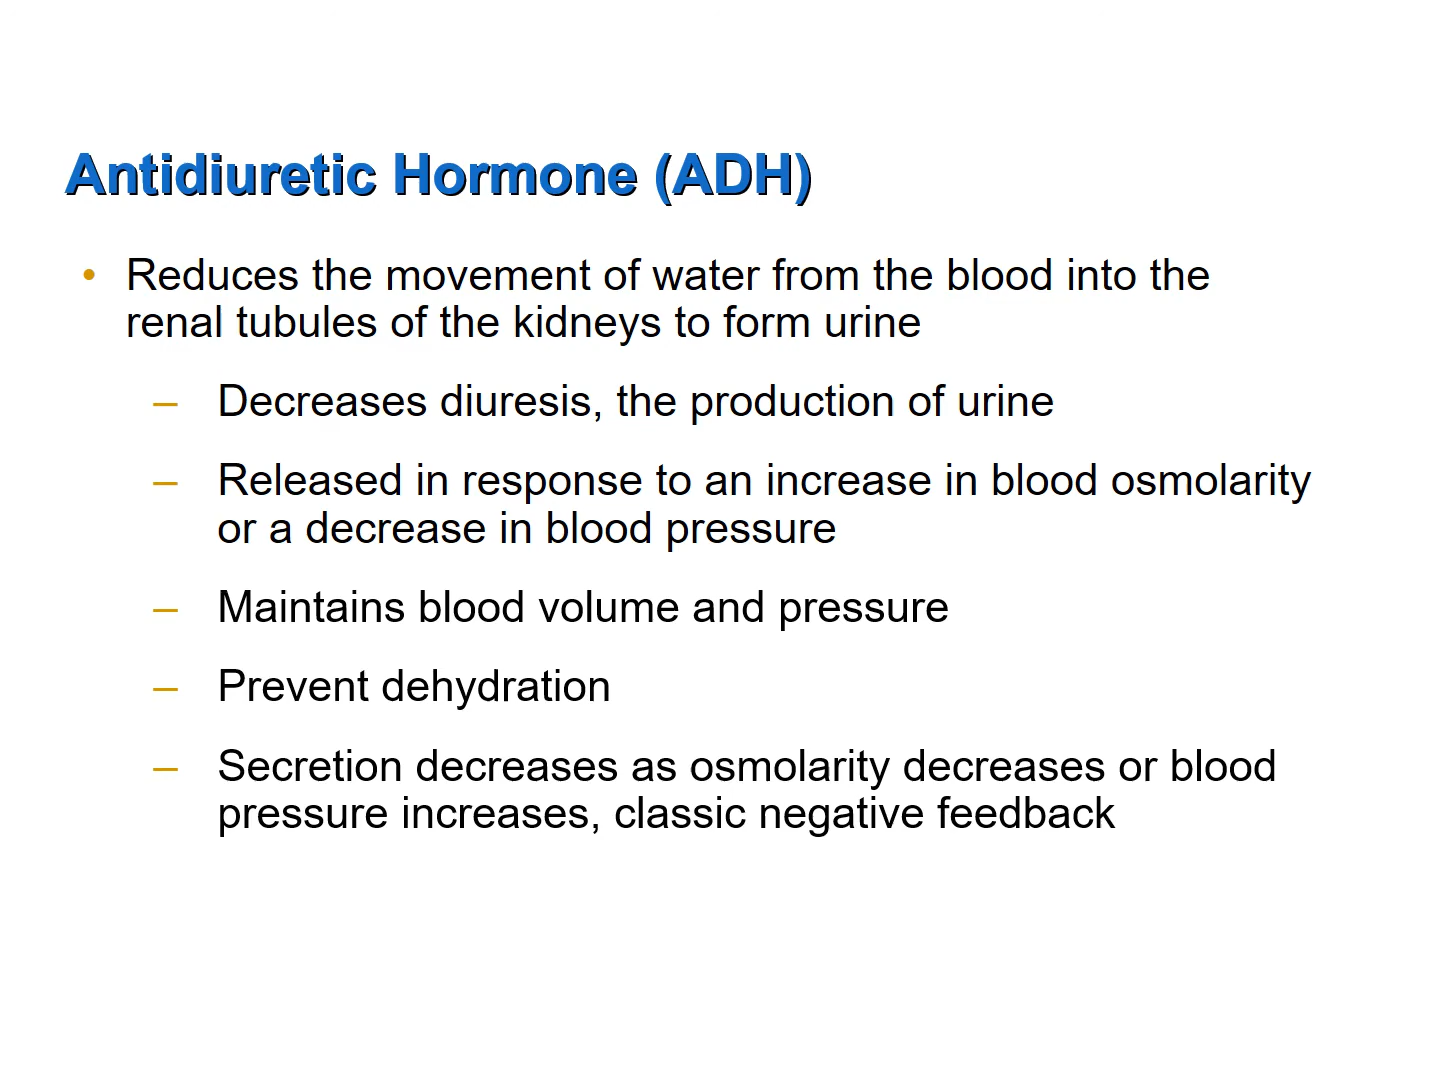 Antidiuretic Hormone (ADH)
• Reduces the movement of water from the blood into the
renal tubules of the kidneys to form urine
– Decreases diuresis, the production of urine
– Released in response to an increase in blood osmolarity
or a decrease in blood pressure
– Maintains blood volume and pressure
– Prevent dehydration
– Secretion decreases as osmolarity decreases or blood
pressure increases, classic negative feedback